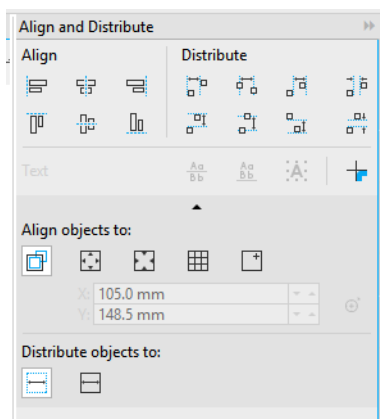 Align and Distribute
Align Distribute
Text Aa Bb Aa Bb A
Align objects to:
X: 105.0 mm
Y: 148.5 mm
Distribute objects to: